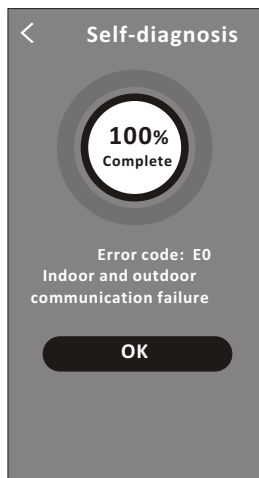 Self-diagnosis
100%
Complete
Error code: E0
Indoor and outdoor
communication failure
OK